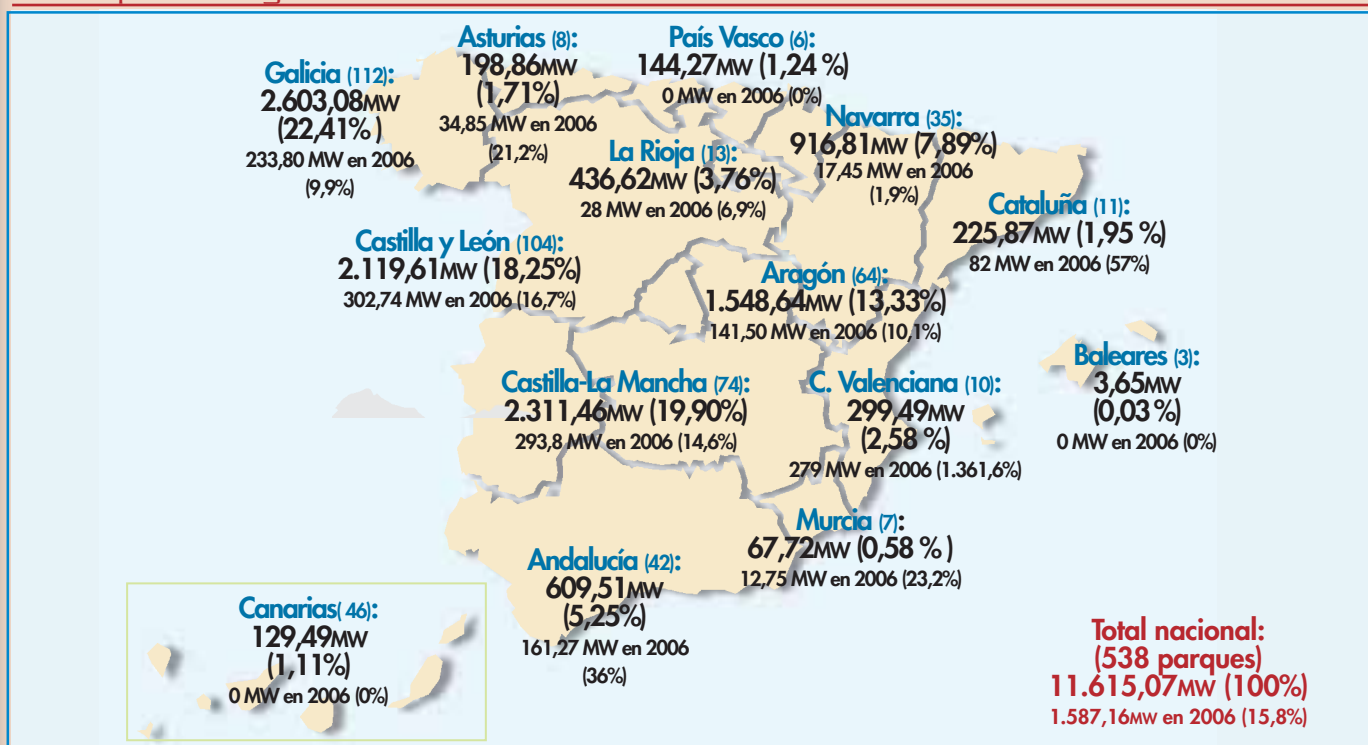 Asturias (8):
198,86MW
(1,71%)
34,85 MW en 2006
(21,2%)
País Vasco (6):
144,27MW (1,24 %)
0 MW en 2006 (0%)
Galicia (112):
2.603,08MW
(22,41% )
233,80 MW en 2006
(9,9%)
Navarra (35):
916,81MW (7,89%)
17,45 MW en 2006
(1,9%)
La Rioja (13):
436,62MW (3,76%)
28 MW en 2006 (6,9%)
Cataluña (11):
225,87MW (1,95 %)
82 MW en 2006 (57%)
Castilla y León (104):
2.119,61MW (18,25%)
302,74 MW en 2006 (16,7%)
Aragón (64):
1.548,64MW (13,33%)
141,50 MW en 2006 (10,1%)
Baleares (3):
3,65MW
(0,03 %)
0 MW en 2006 (0%)
Castilla-La Mancha (74):
2.311,46MW (19,90%)
293,8 MW en 2006 (14,6%)
C. Valenciana (10):
299,49MW
(2,58 %)
279 MW en 2006 (1.361,6%)
Murcia (7):
67,72MW (0,58 % )
12,75 MW en 2006 (23,2%)
Andalucía (42):
609,51MW
(5,25%)
161,27 MW en 2006
(36%)
Canarias( 46):
129,49MW
(1,11%)
0 MW en 2006 (0%)
Total nacional:
(538 parques)
11.615,07MW (100%)
1.587,16MW en 2006 (15,8%)